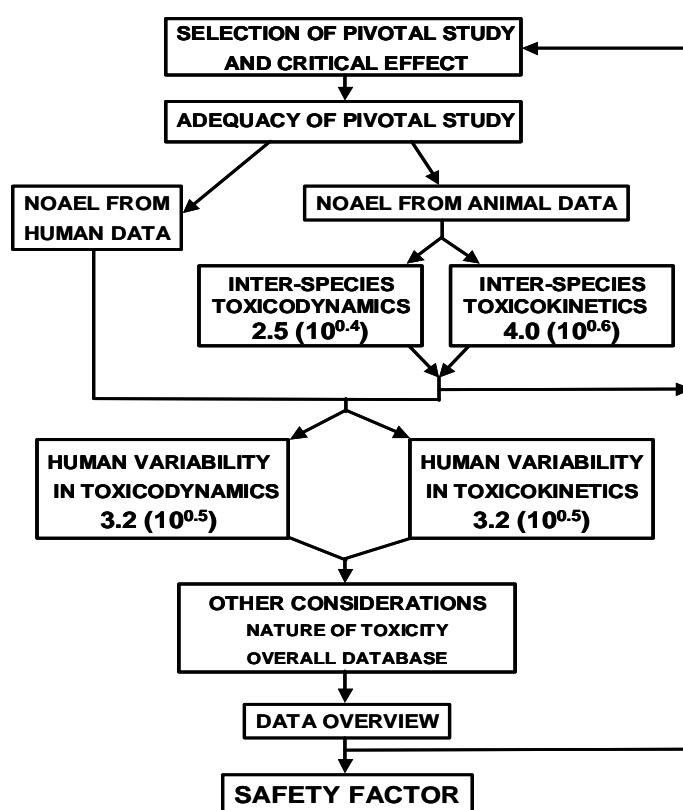 SELECTION OF PIVOTAL STUDY
AND CRITICAL EFFECT
ADEQUACY OF PIVOTAL STUDY
NOAEL FROM
HUMAN DATA
NOAEL FROM ANIMAL DATA
INTER-SPECIES
TOXICODYNAMICS
2.5 (10^0.4)
INTER-SPECIES
TOXICOKINETICS
4.0 (10^0.6)
HUMAN VARIABILITY
IN TOXICODYNAMICS
3.2 (10^0.5)
HUMAN VARIABILITY
IN TOXICOKINETICS
3.2 (10^0.5)
OTHER CONSIDERATIONS
NATURE OF TOXICITY
OVERALL DATABASE
DATA OVERVIEW
SAFETY FACTOR